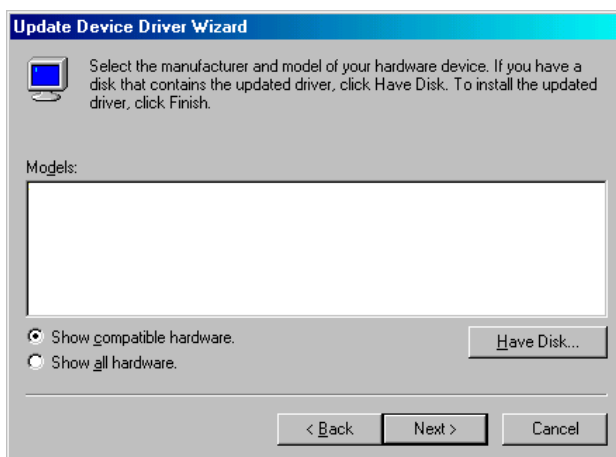 Update Device Driver Wizard
Select the manufacturer and model of your hardware device. If you have a
disk that contains the updated driver, click Have Disk. To install the updated
driver, click Finish.
Models:
Show compatible hardware.
Have Disk...
Show all hardware.
< Back
Next >
Cancel